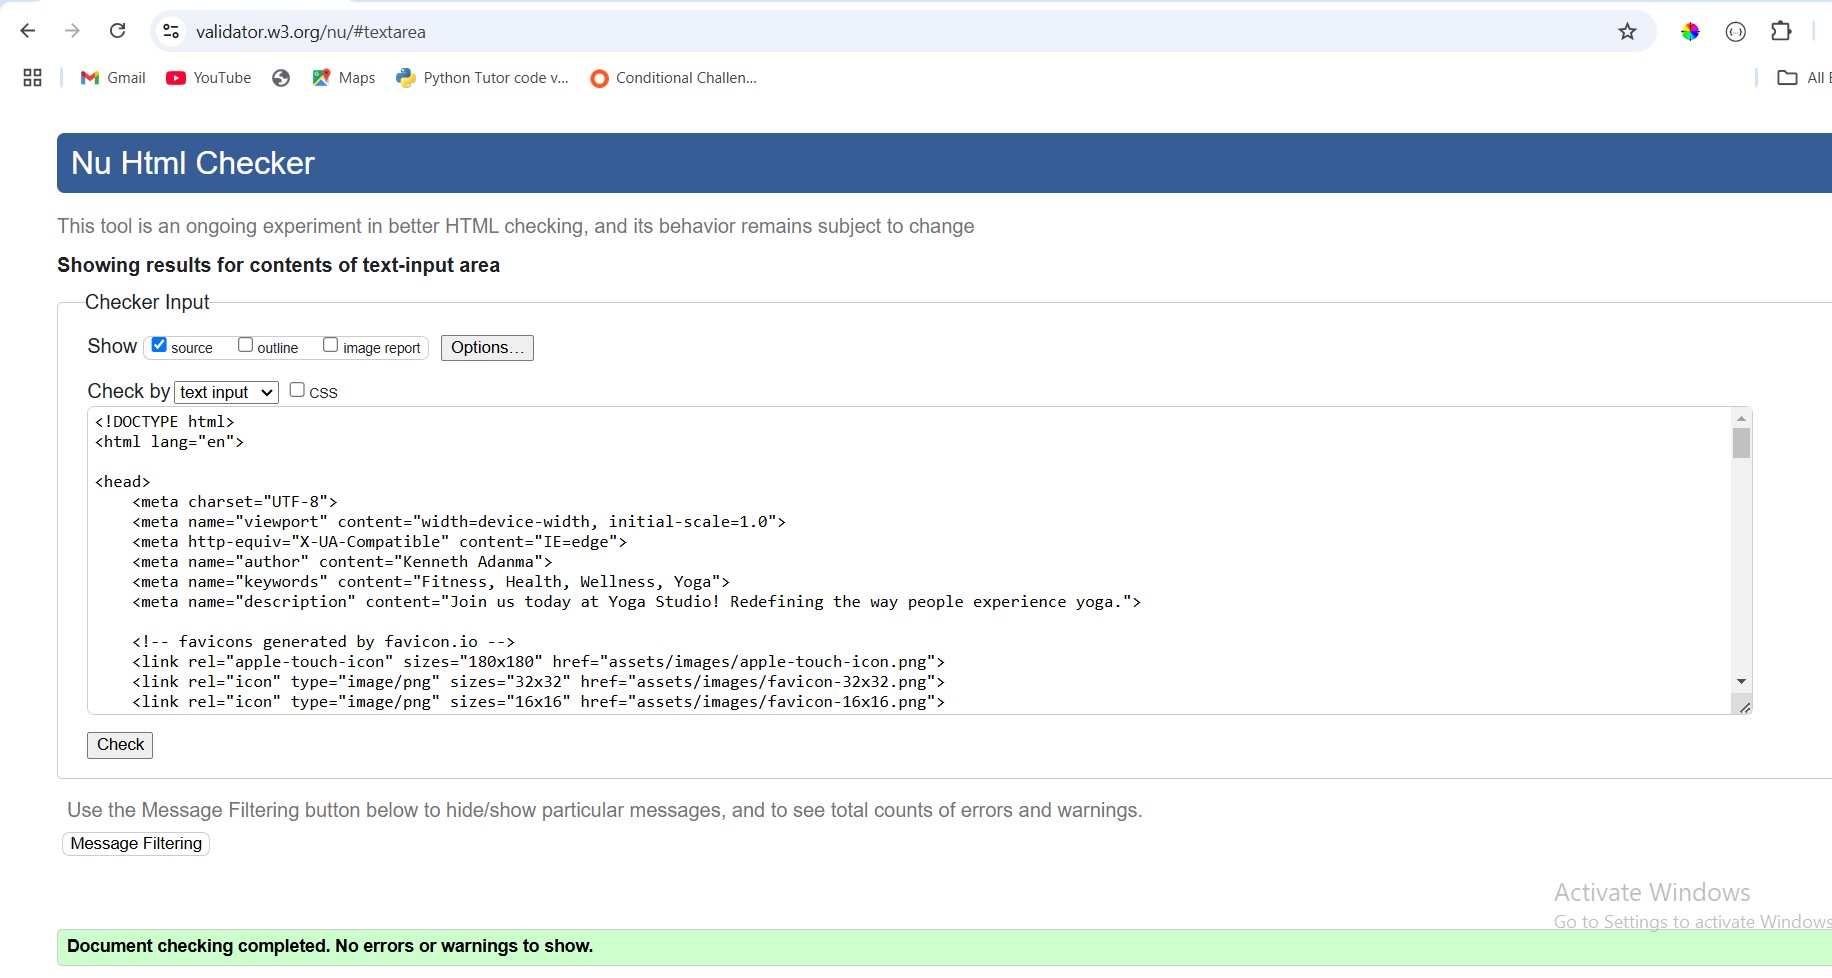 validator.w3.org/nu/#textarea
Gmail YouTube Maps Python Tutor code v... Conditional Challen... All
Nu Html Checker
This tool is an ongoing experiment in better HTML checking, and its behavior remains subject to change
Showing results for contents of text-input area
Checker Input
Show source outline image report Options...
Check by text input CSS
<!DOCTYPE html>
<html lang="en">
<head>
<meta charset="UTF-8">
<meta name="viewport" content="width=device-width, initial-scale=1.0">
<meta http-equiv="X-UA-Compatible" content="IE=edge">
<meta name="author" content="Kenneth Adanma">
<meta name="keywords" content="Fitness, Health, Wellness, Yoga">
<meta name="description" content="Join us today at Yoga Studio! Redefining the way people experience yoga.">
<!-- favicons generated by favicon.io -->
<link rel="apple-touch-icon" sizes="180x180" href="assets/images/apple-touch-icon.png">
<link rel="icon" type="image/png" sizes="32x32" href="assets/images/favicon-32x32.png">
<link rel="icon" type="image/png" sizes="16x16" href="assets/images/favicon-16x16.png">
Check
Use the Message Filtering button below to hide/show particular messages, and to see total counts of errors and warnings.
Message Filtering
Activate Windows
Go to Settings to activate Windows
Document checking completed. No errors or warnings to show.